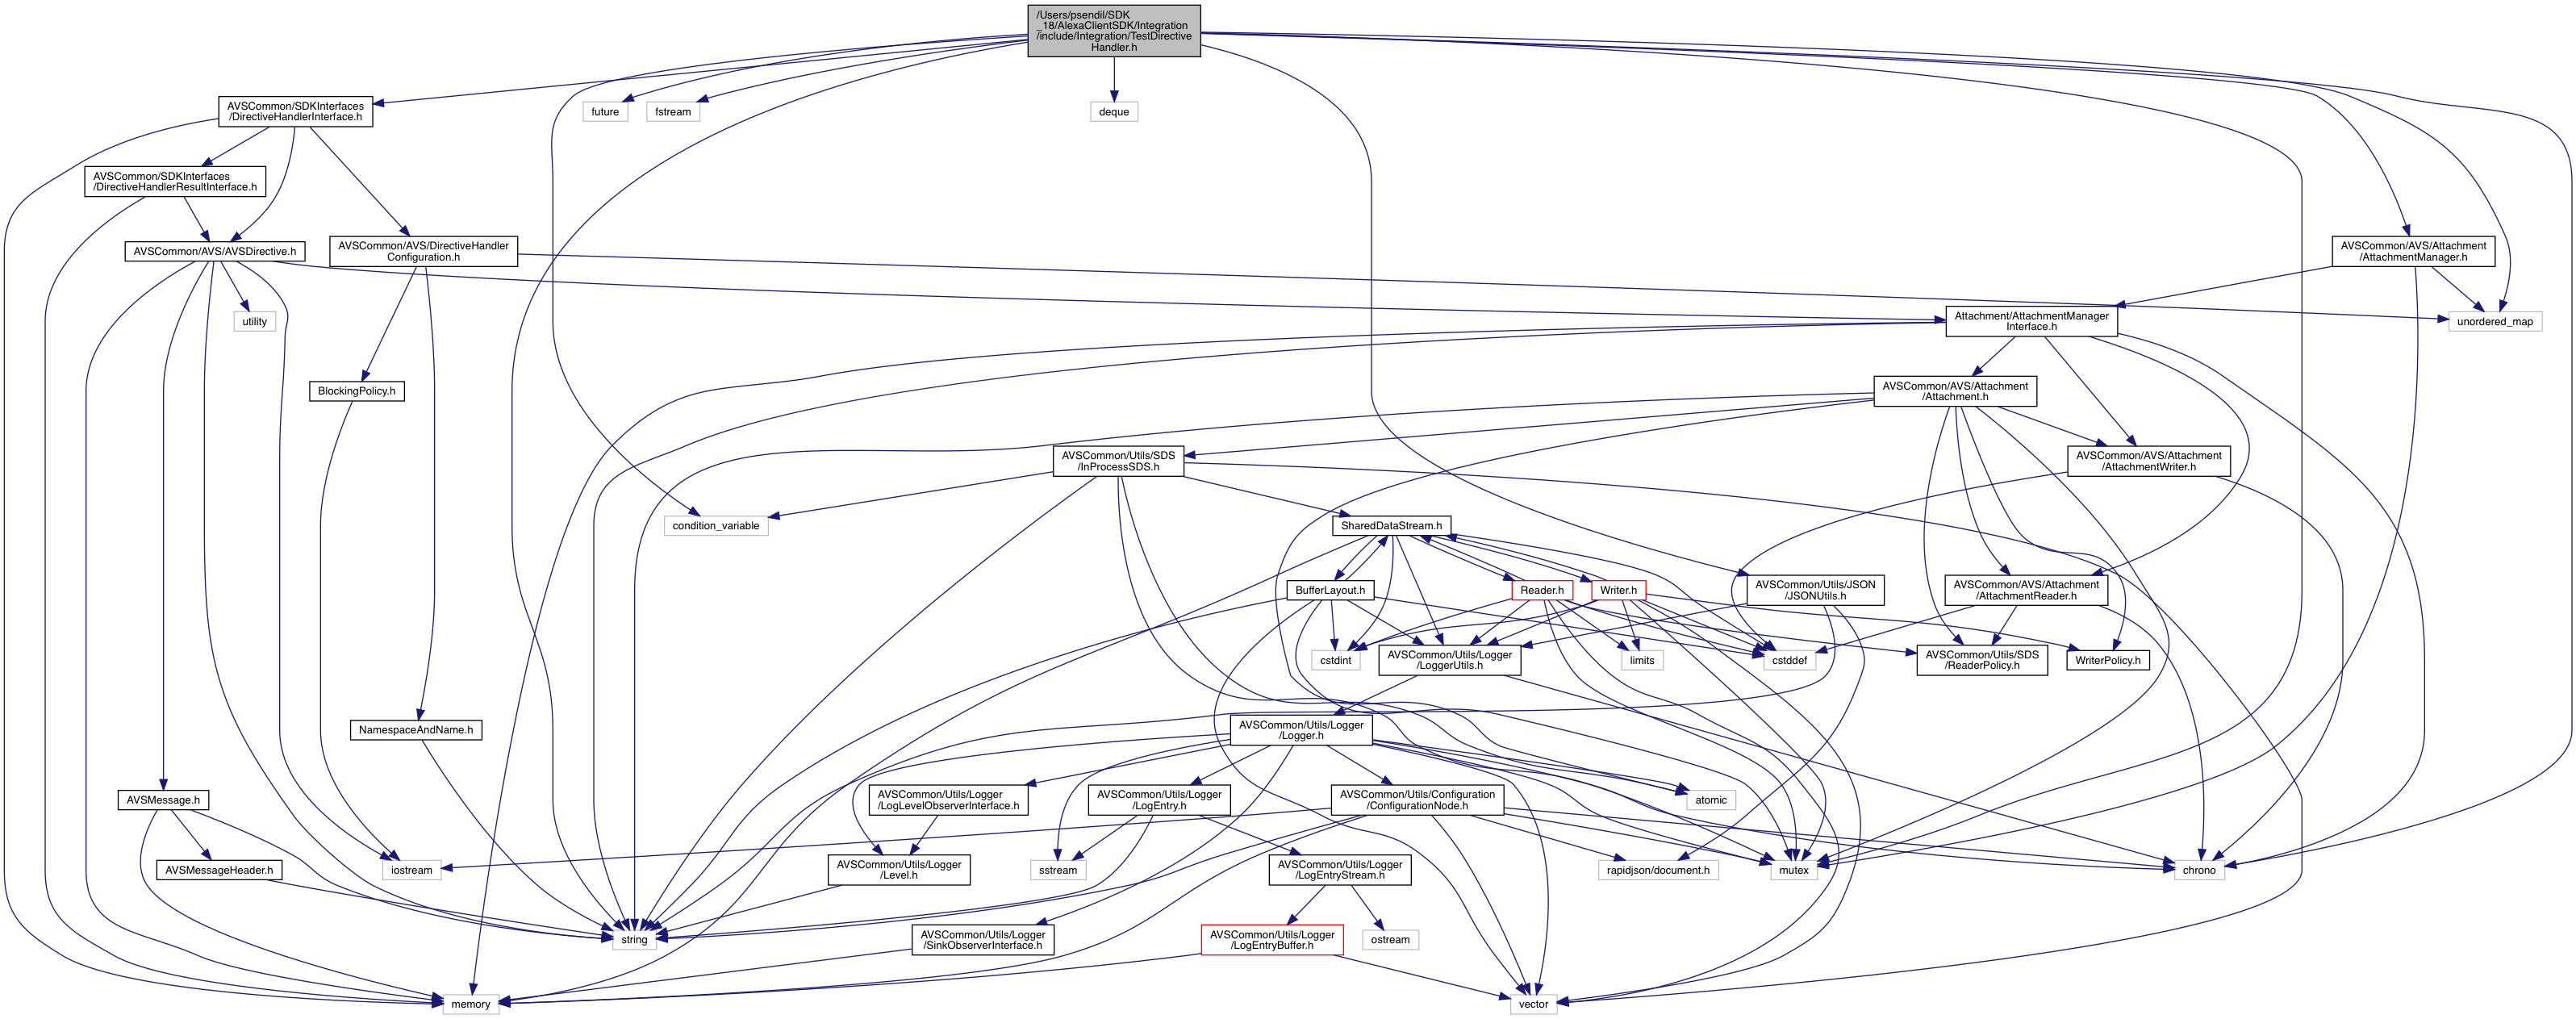 /Users/psendil/SDK
_18/AlexaClientSDK/Integration
/include/Integration/TestDirective
Handler.h
AVSCommon/SDKInterfaces
/DirectiveHandlerInterface.h
future
fstream
deque
AVSCommon/SDKInterfaces
/DirectiveHandlerResultInterface.h
AVSCommon/AVS/AVSDirective.h
AVSCommon/AVS/DirectiveHandler
Configuration.h
AVSCommon/AVS/Attachment
/AttachmentManager.h
utility
Attachment/AttachmentManager
Interface.h
unordered_map
BlockingPolicy.h
AVSCommon/AVS/Attachment
/Attachment.h
AVSCommon/Utils/SDS
/InProcessSDS.h
AVSCommon/AVS/Attachment
/AttachmentWriter.h
condition_variable
SharedDataStream.h
BufferLayout.h
Reader.h
Writer.h
AVSCommon/Utils/JSON
/JSONUtils.h
AVSCommon/AVS/Attachment
/AttachmentReader.h
cstdint
AVSCommon/Utils/Logger
/LoggerUtils.h
limits
cstddef
AVSCommon/Utils/SDS
/ReaderPolicy.h
WriterPolicy.h
NamespaceAndName.h
AVSCommon/Utils/Logger
/Logger.h
AVSMessage.h
AVSCommon/Utils/Logger
/LogLevelObserverInterface.h
AVSCommon/Utils/Logger
/LogEntry.h
AVSCommon/Utils/Configuration
/ConfigurationNode.h
atomic
AVSMessageHeader.h
iostream
AVSCommon/Utils/Logger
/Level.h
sstream
AVSCommon/Utils/Logger
/LogEntryStream.h
rapidjson/document.h
mutex
chrono
string
AVSCommon/Utils/Logger
/SinkObserverInterface.h
AVSCommon/Utils/Logger
/LogEntryBuffer.h
ostream
memory
vector